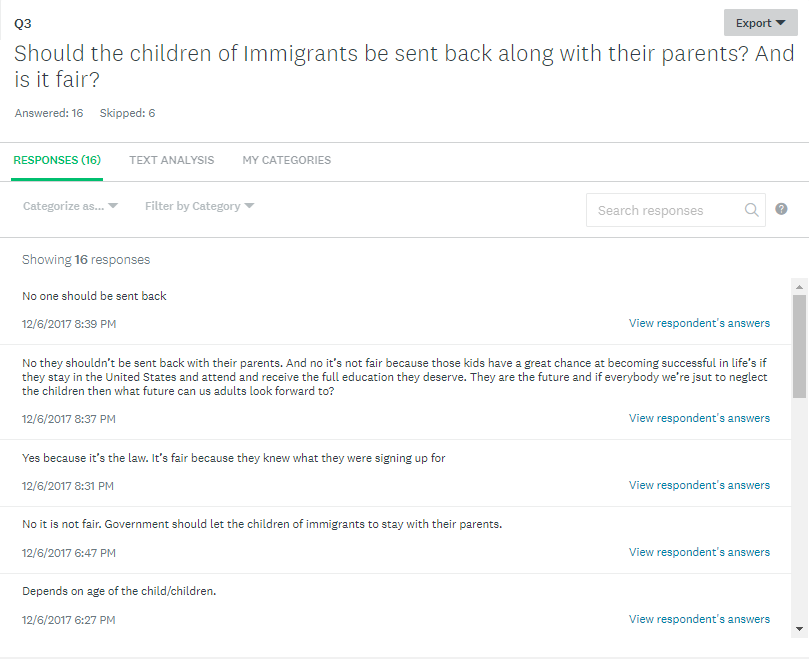 Q3
Export
Should the children of Immigrants be sent back along with their parents? And
is it fair?
Answered: 16 Skipped: 6
RESPONSES (16) TEXT ANALYSIS MY CATEGORIES
Categorize as... Filter by Category Search responses ?
Showing 16 responses
No one should be sent back
12/6/2017 8:39 PM View respondent's answers
No they shouldn't be sent back with their parents. And no it's not fair because those kids have a great chance at becoming successful in life's if
they stay in the United States and attend and receive the full education they deserve. They are the future and if everybody we're jsut to neglect
the children then what future can us adults look forward to?
12/6/2017 8:37 PM View respondent's answers
Yes because it's the law. It's fair because they knew what they were signing up for
12/6/2017 8:31 PM View respondent's answers
No it is not fair. Government should let the children of immigrants to stay with their parents.
12/6/2017 6:47 PM View respondent's answers
Depends on age of the child/children.
12/6/2017 6:27 PM View respondent's answers